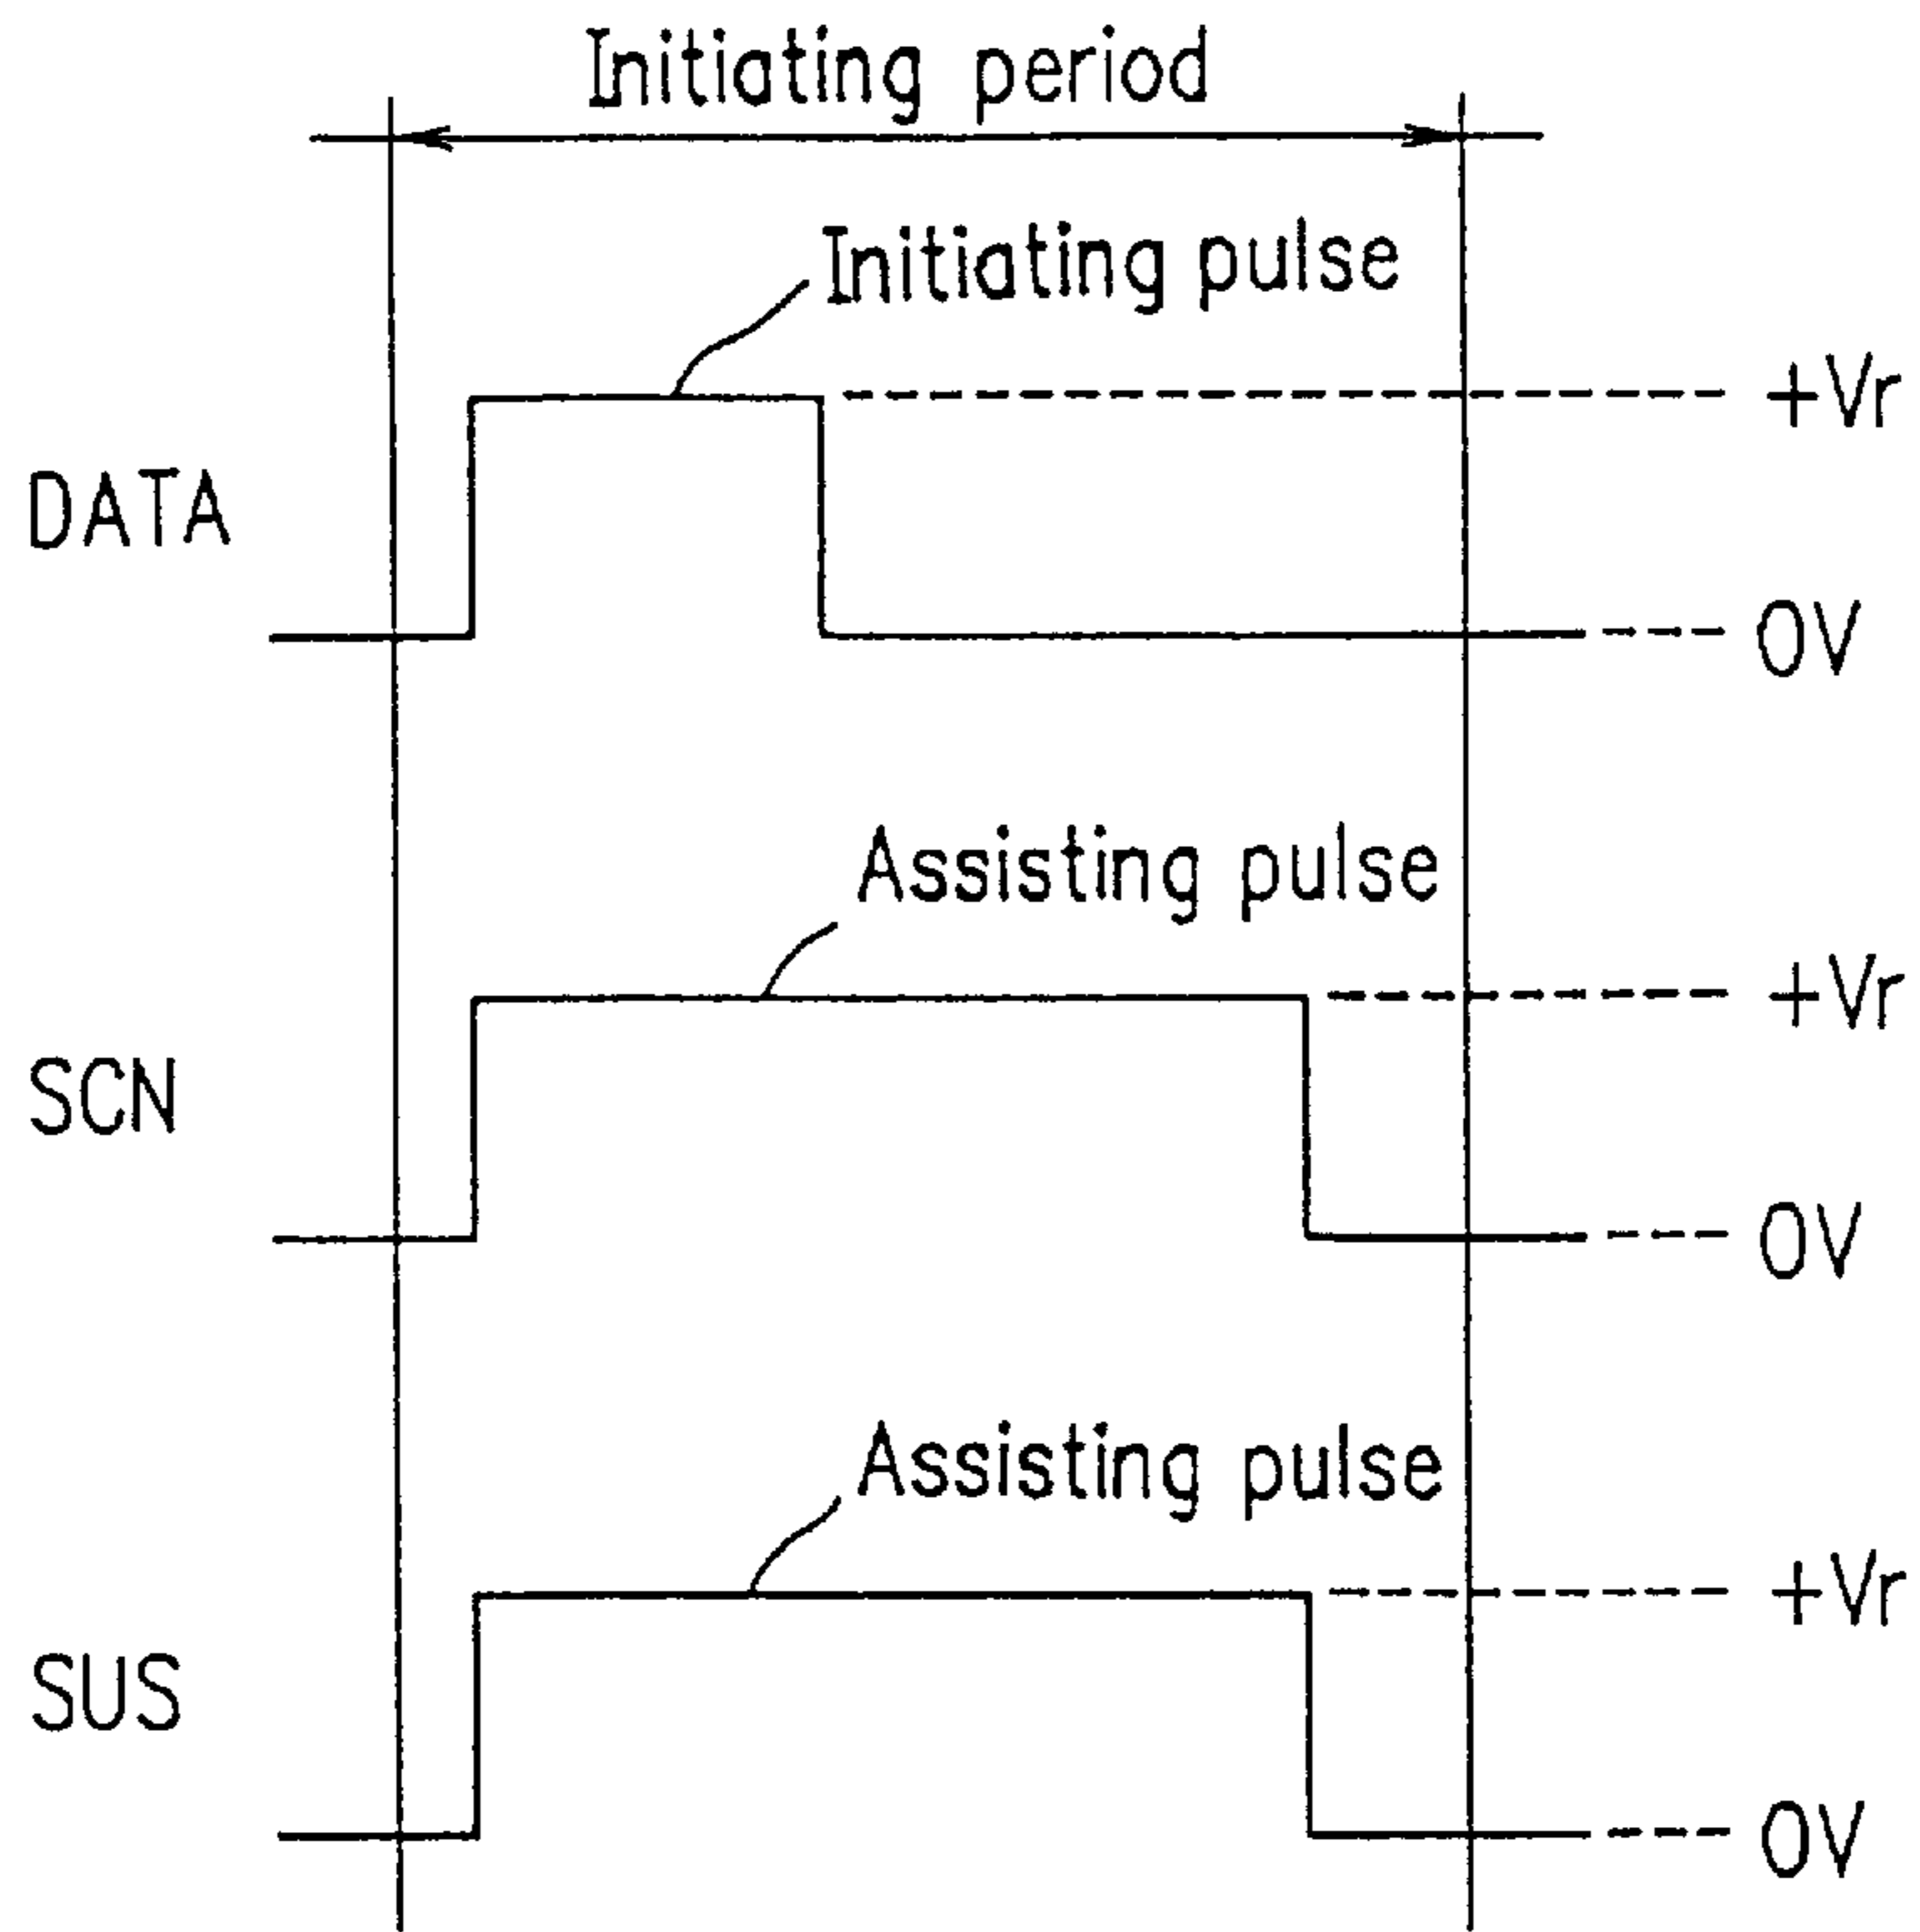 Initiating period
Initiating pulse
+Vr
DATA
0V
Assisting pulse
+Vr
SCN
0V
Assisting pulse
+Vr
SUS
0V